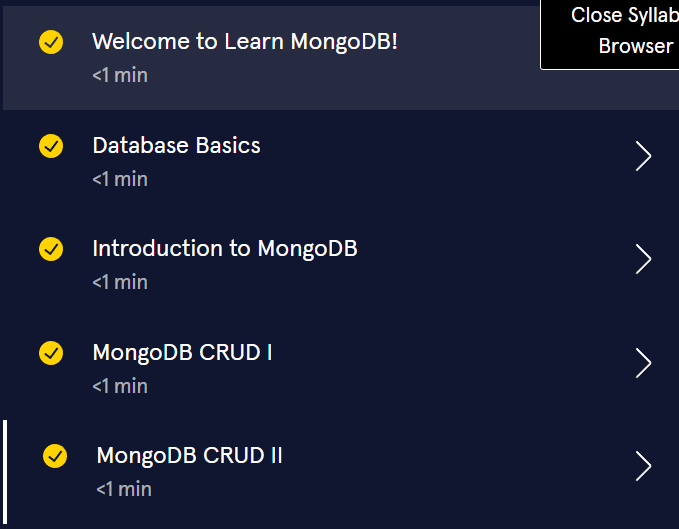 Close Syllab
Browser
Welcome to Learn MongoDB!
<1 min
Database Basics
<1 min
Introduction to MongoDB
<1 min
MongoDB CRUD I
<1 min
MongoDB CRUD II
<1 min